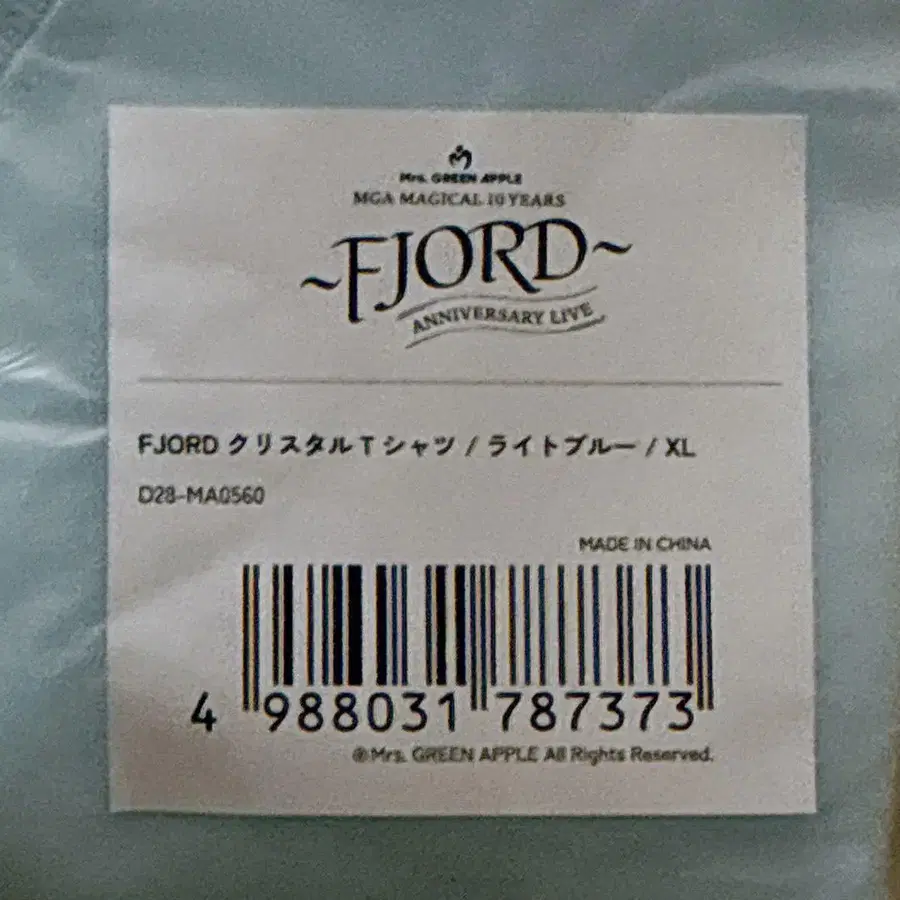 Mrs. GREEN APPLE
MGA MAGICAL 10 YEARS
~FJORD~
ANNIVERSARY LIVE
FJORD クリスタルTシャツ / ライトブルー / XL
D28-MA0560
MADE IN CHINA
4 988031 787373
®Mrs. GREEN APPLE All Rights Reserved.